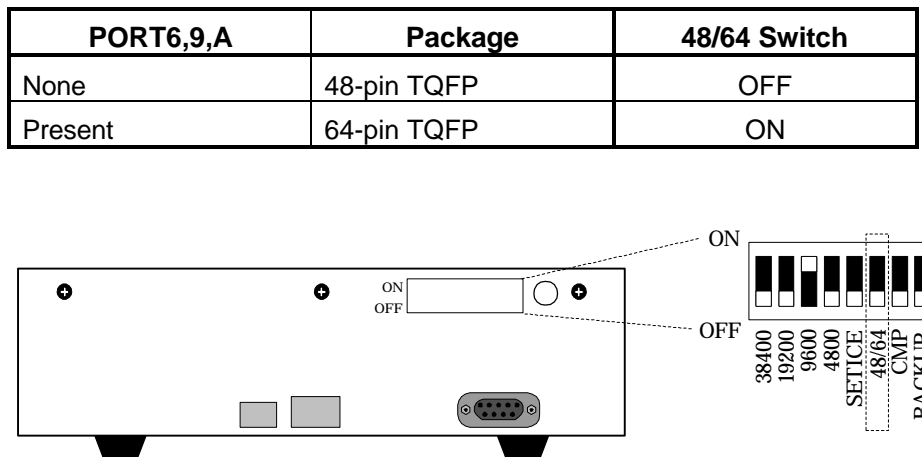 PORT6,9,A Package 48/64 Switch
None 48-pin TQFP OFF
Present 64-pin TQFP ON
ON
OFF
ON
OFF
38400
19200
9600
4800
SETICE
48/64
CMP
BACKUP